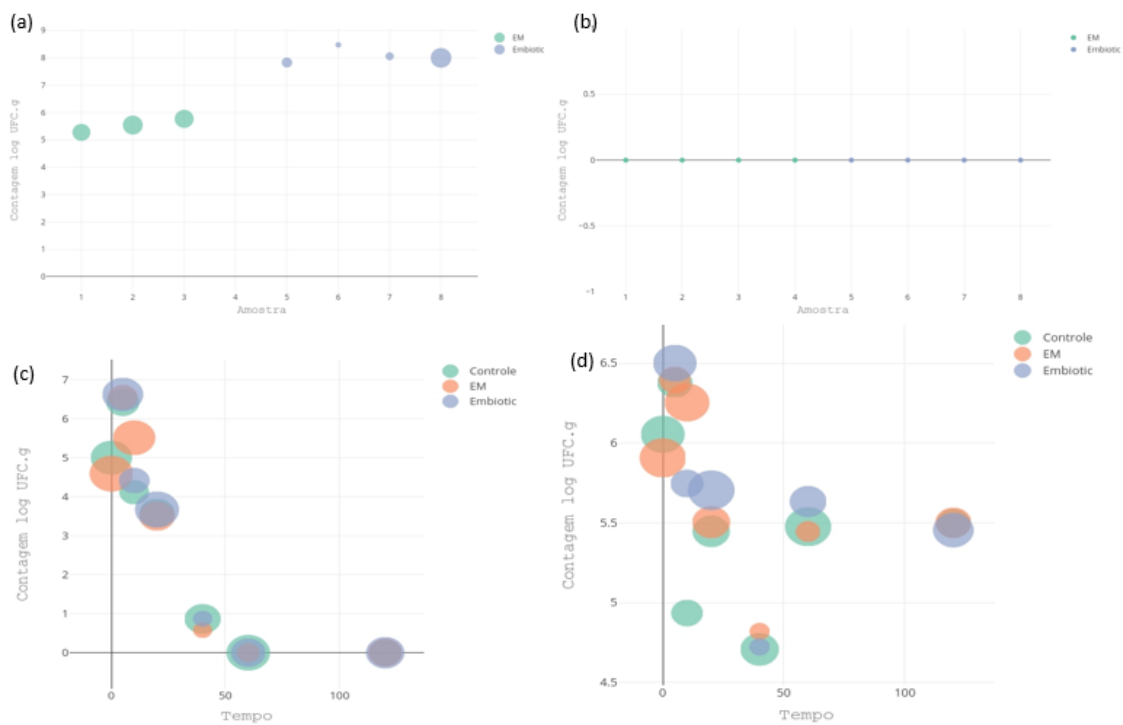 (a)
EM
Embiotic
Contagem log UFC.g
9
8
7
6
5
4
3
2
1
0
1 2 3 4 5 6 7 8
Amostra
(b)
EM
Embiotic
Contagem log UFC.g
0.5
0
−0.5
−1
1 2 3 4 5 6 7 8
Amostra
(c)
Controle
EM
Embiotic
Contagem log UFC.g
7
6
5
4
3
2
1
0
0 50 100
Tempo
(d)
Controle
EM
Embiotic
Contagem log UFC.g
6.5
6
5.5
5
4.5
0 50 100
Tempo